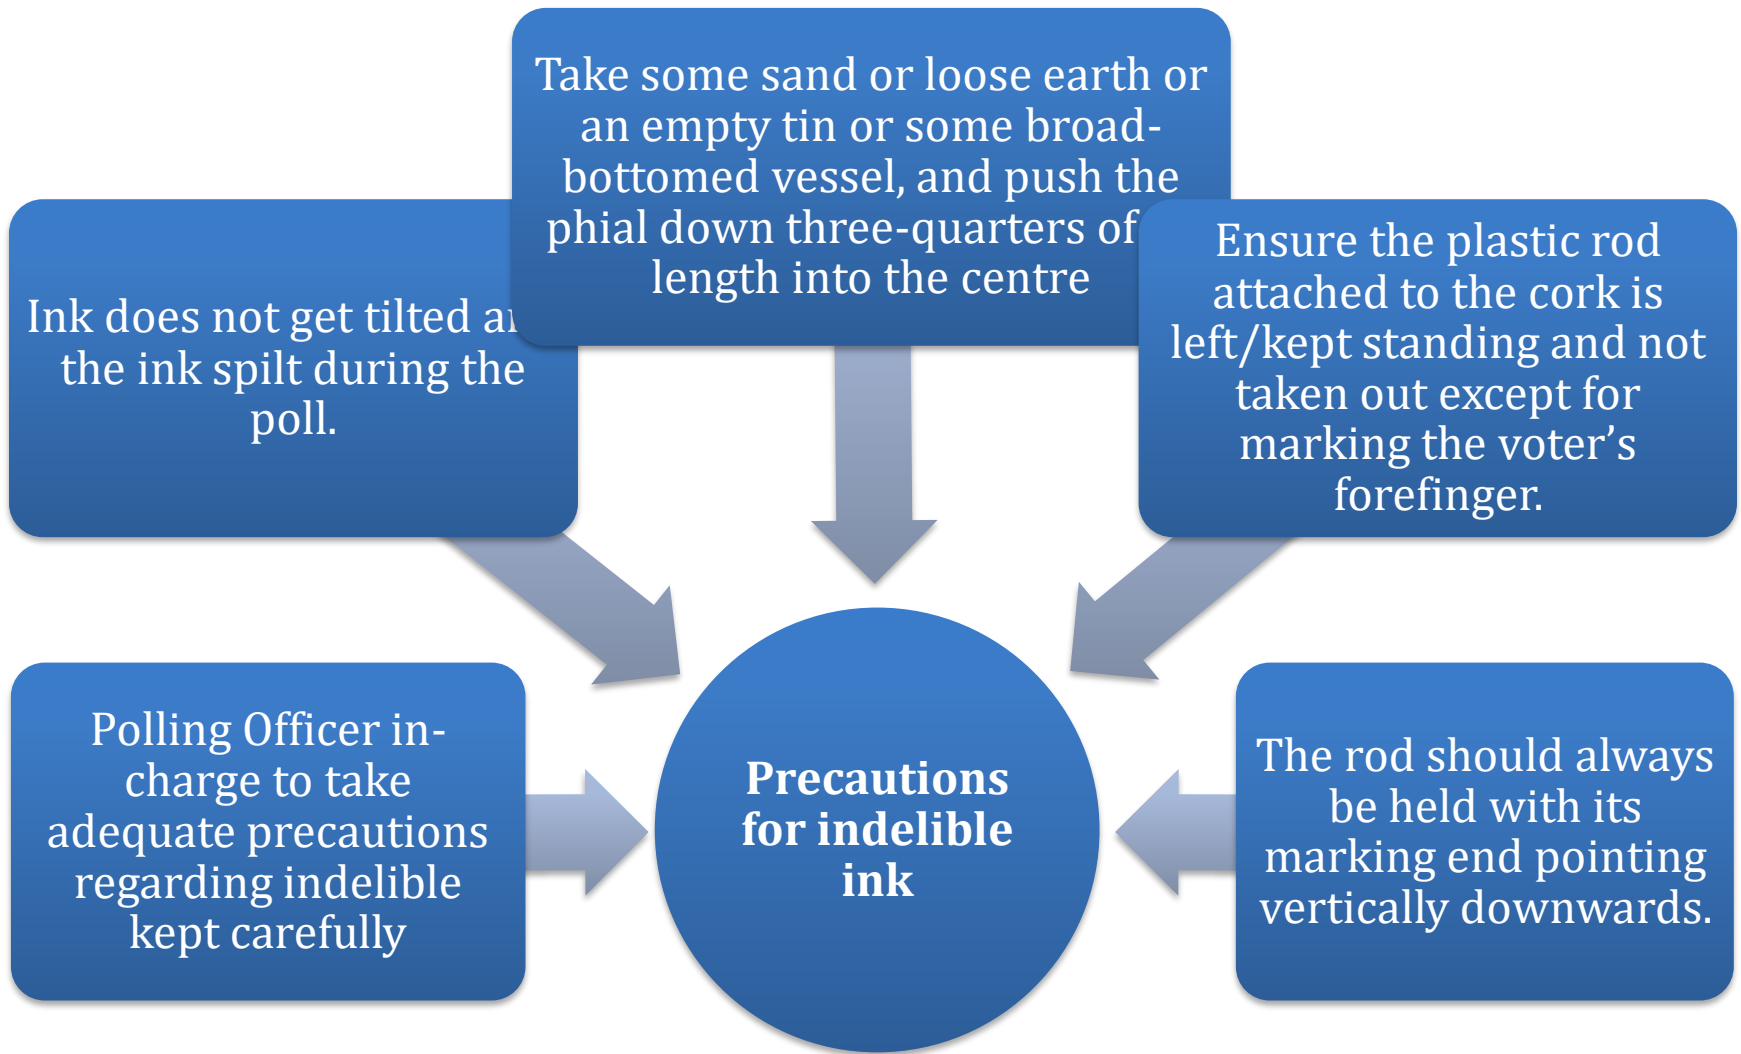 Take some sand or loose earth or
an empty tin or some broad-
bottomed vessel, and push the
phial down three-quarters of
length into the centre
Ink does not get tilted
the ink spilt during the
poll.
Ensure the plastic rod
attached to the cork is
left/kept standing and not
taken out except for
marking the voter’s
forefinger.
Polling Officer in-
charge to take
adequate precautions
regarding indelible
kept carefully
Precautions
for indelible
ink
The rod should always
be held with its
marking end pointing
vertically downwards.